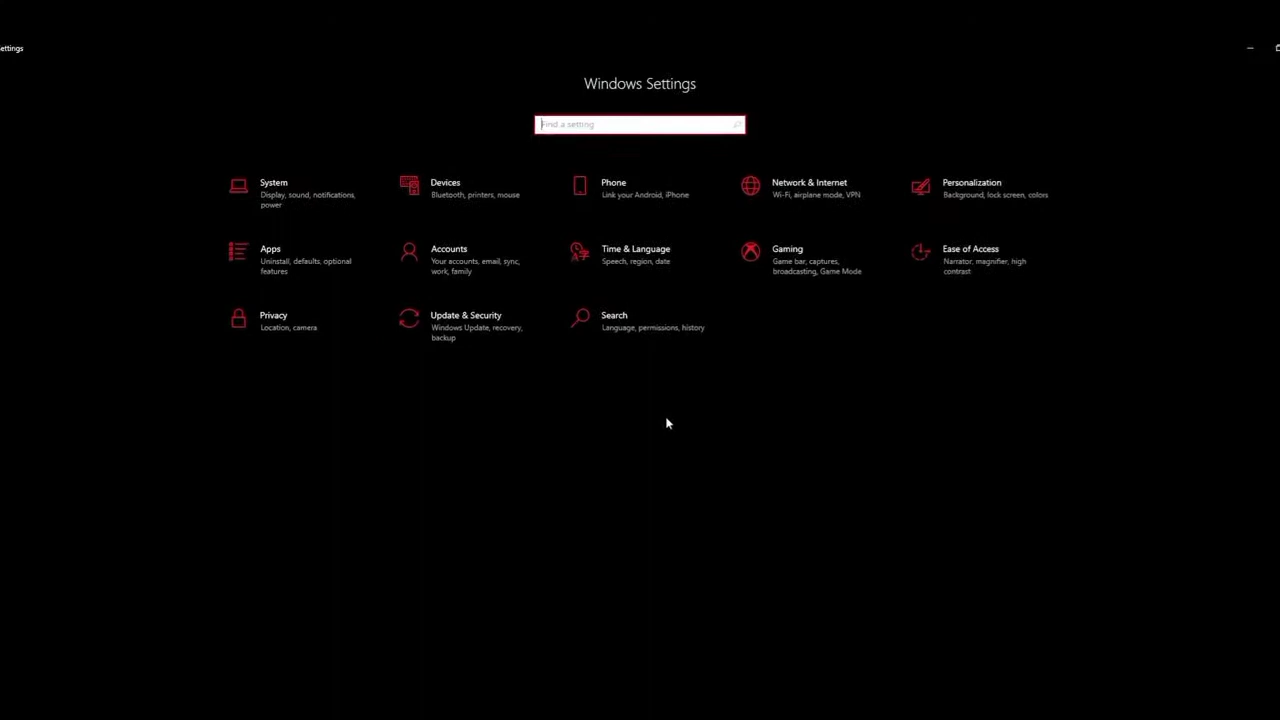 ettings
Windows Settings
Find a setting
System
Display, sound, notifications,
power
Devices
Bluetooth, printers, mouse
Phone
Link your Android, iPhone
Network & Internet
Wi-Fi, airplane mode, VPN
Personalization
Background, lock screen, colors
Apps
Uninstall, defaults, optional
features
Accounts
Your accounts, email, sync,
work, family
Time & Language
Speech, region, date
Gaming
Game bar, captures,
broadcasting, Game Mode
Ease of Access
Narrator, magnifier, high
contrast
Privacy
Location, camera
Update & Security
Windows Update, recovery,
backup
Search
Language, permissions, history